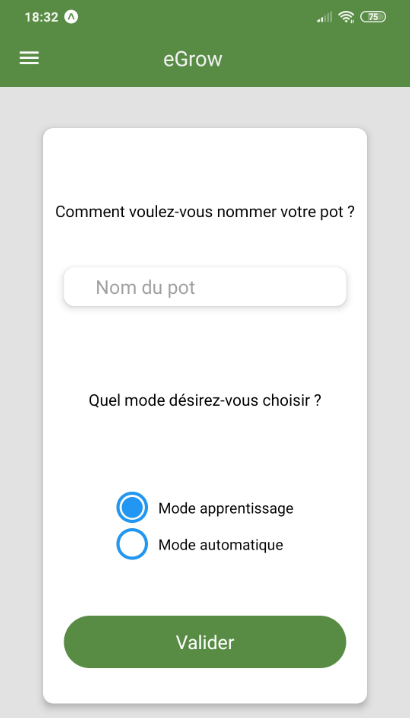 18:32
75
eGrow
Comment voulez-vous nommer votre pot ?
Nom du pot
Quel mode désirez-vous choisir ?
Mode apprentissage
Mode automatique
Valider